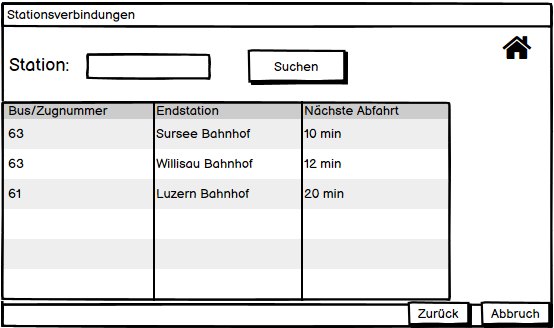 Stationsverbindungen
Station:
Suchen
Bus/Zugnummer Endstation Nächste Abfahrt
63 Sursee Bahnhof 10 min
63 Willisau Bahnhof 12 min
61 Luzern Bahnhof 20 min
Zurück Abbruch